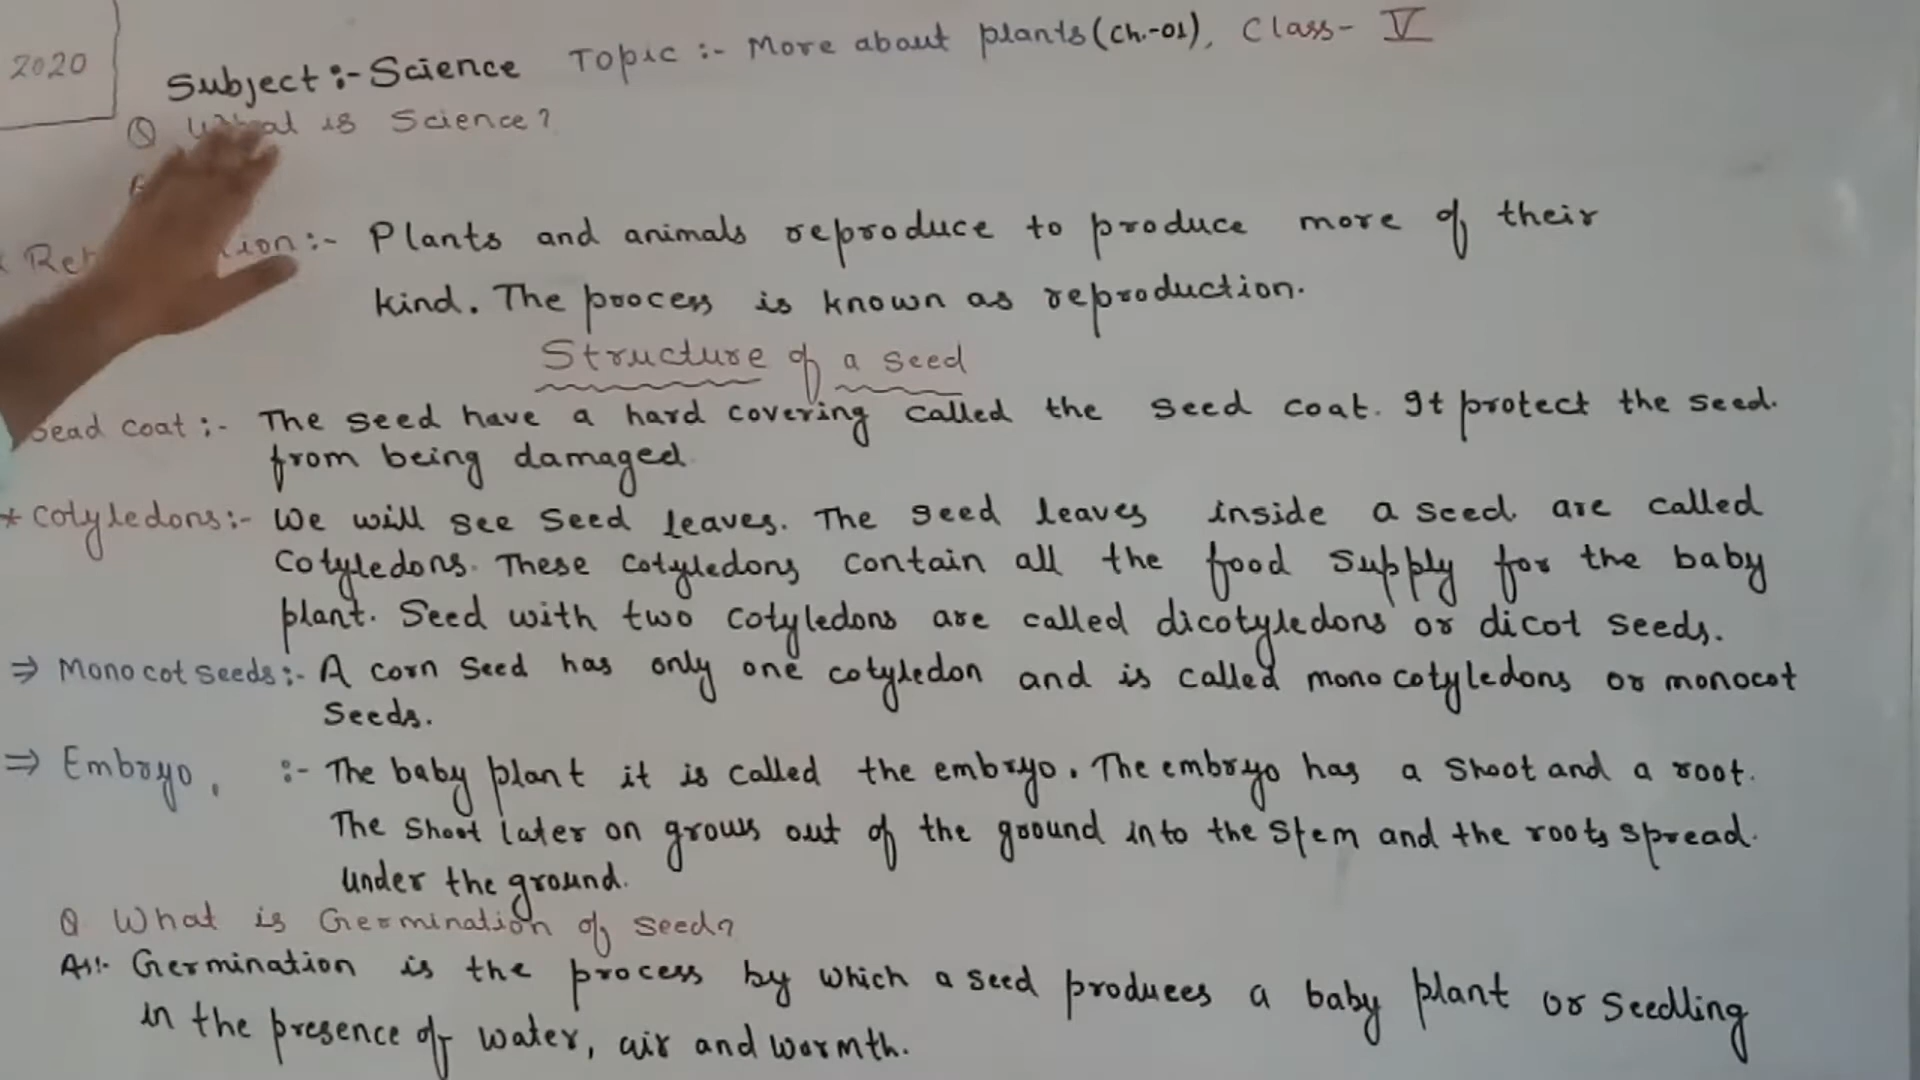 2020
Subject :- Science Topic :- More about plants (Ch.-01), Class - V
Q What is Science?
:- Plants and animals reproduce to produce more of their
kind. The process is known as reproduction.
Structure of a seed
Sead coat :- The seed have a hard covering called the seed coat. It protect the seed.
from being damaged.
* Cotyledons :- We will see seed leaves. The seed leaves inside a seed are called
Cotyledons. These cotyledons contain all the food supply for the baby
plant. Seed with two cotyledons are called dicotyledons or dicot seeds.
⇒ Monocot seeds :- A corn seed has only one cotyledon and is called monocotyledons or monocot
seeds.
⇒ Embryo, :- The baby plant it is called the embryo. The embryo has a shoot and a root.
The shoot later on grows out of the ground into the stem and the roots spread.
under the ground.
Q What is Germination of seed?
As:- Germination is the process by which a seed produces a baby plant or seedling
in the presence of water, air and warmth.